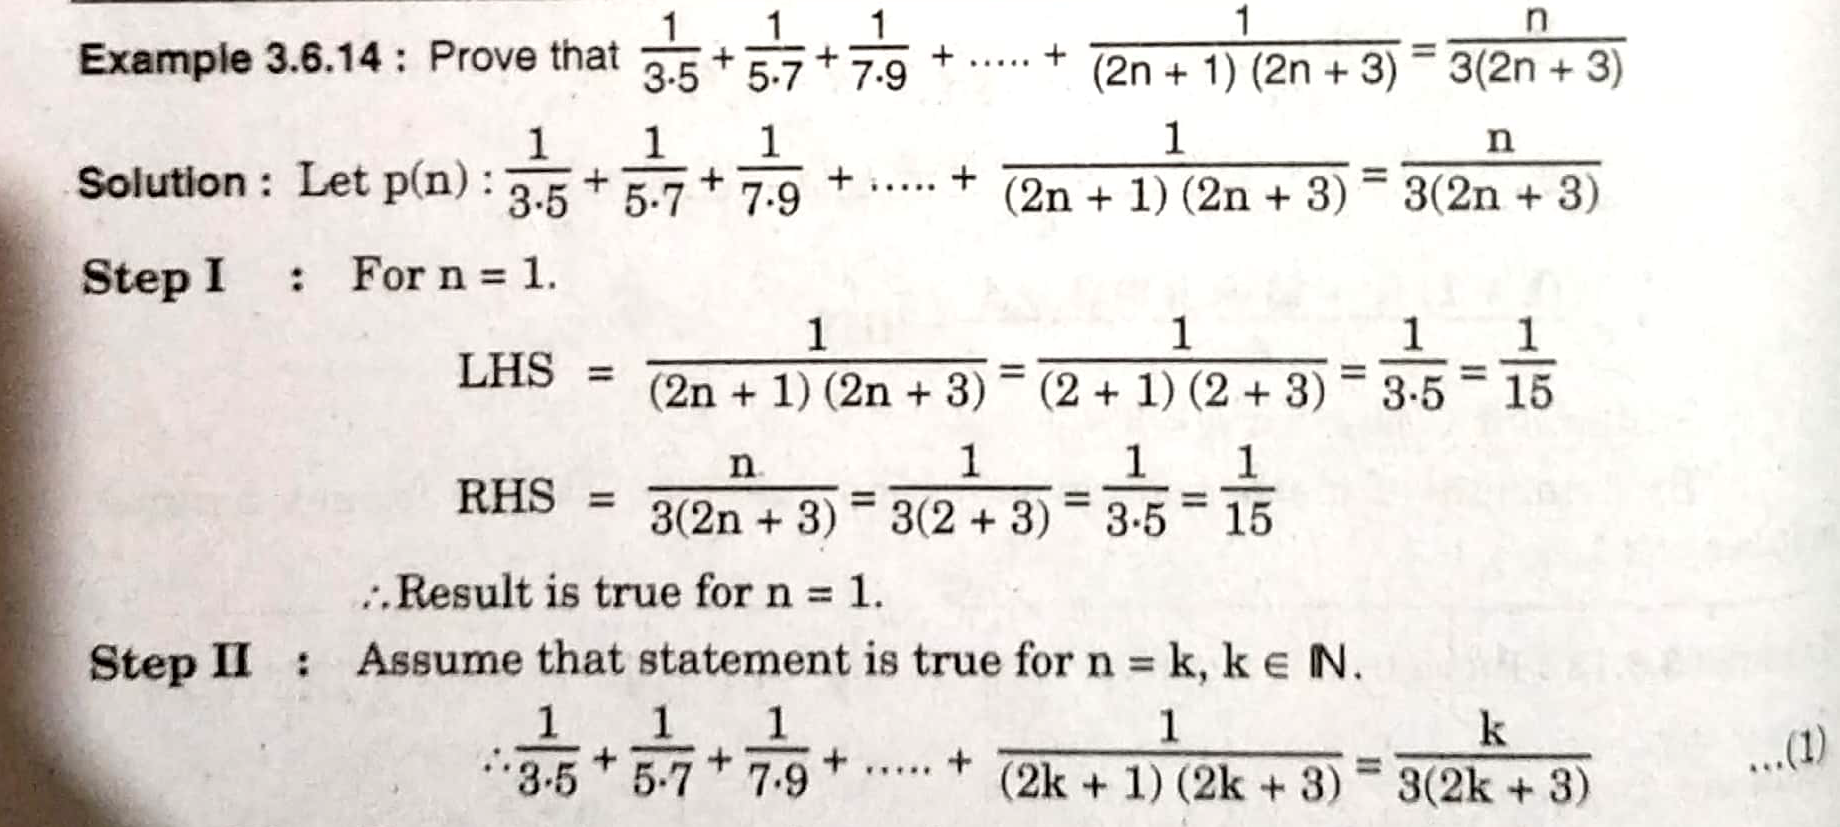 Example 3.6.14 : Prove that 1/3·5 + 1/5·7 + 1/7·9 + ..... + 1/(2n + 1) (2n + 3) = n/3(2n + 3)
Solution : Let p(n) : 1/3·5 + 1/5·7 + 1/7·9 + ..... + 1/(2n + 1) (2n + 3) = n/3(2n + 3)
Step I : For n = 1.
LHS = 1/(2n + 1) (2n + 3) = 1/(2 + 1) (2 + 3) = 1/3·5 = 1/15
RHS = n/3(2n + 3) = 1/3(2 + 3) = 1/3·5 = 1/15
∴ Result is true for n = 1.
Step II : Assume that statement is true for n = k, k ∈ ℕ.
∴ 1/3·5 + 1/5·7 + 1/7·9 + ..... + 1/(2k + 1) (2k + 3) = k/3(2k + 3) ...(1)